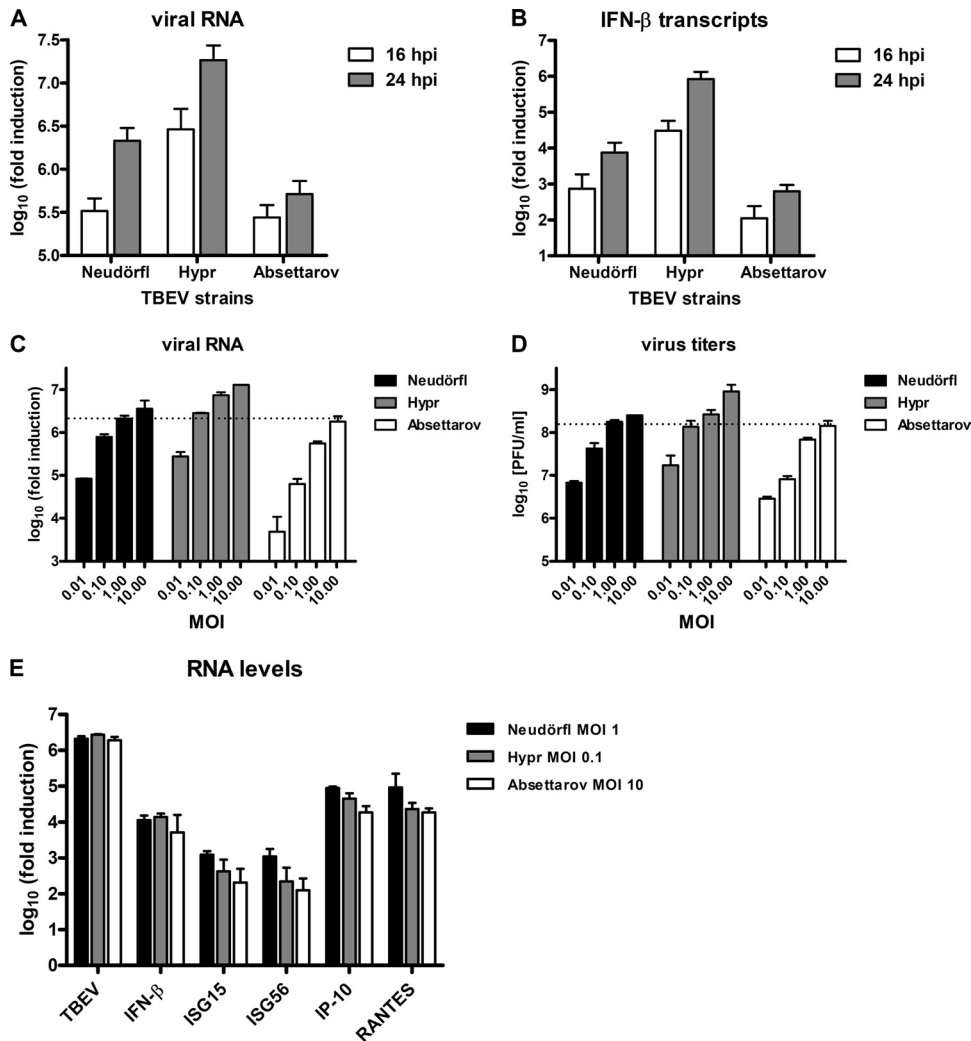 A
viral RNA
log10 (fold induction)
7.5
7.0
6.5
6.0
5.5
5.0
Neudörfl
Hypr
Absettarov
TBEV strains
16 hpi
24 hpi
B
IFN-β transcripts
log10 (fold induction)
7
6
5
4
3
2
1
Neudörfl
Hypr
Absettarov
TBEV strains
16 hpi
24 hpi
C
viral RNA
log10 (fold induction)
7
6
5
4
3
0.01
0.10
1.00
10.00
0.01
0.10
1.00
10.00
0.01
0.10
1.00
10.00
MOI
Neudörfl
Hypr
Absettarov
D
virus titers
log10 [PFU/ml]
9
8
7
6
5
0.01
0.10
1.00
10.00
0.01
0.10
1.00
10.00
0.01
0.10
1.00
10.00
MOI
Neudörfl
Hypr
Absettarov
E
RNA levels
log10 (fold induction)
7
6
5
4
3
2
1
0
TBEV
IFN-β
ISG15
ISG56
IP-10
RANTES
Neudörfl MOI 1
Hypr MOI 0.1
Absettarov MOI 10